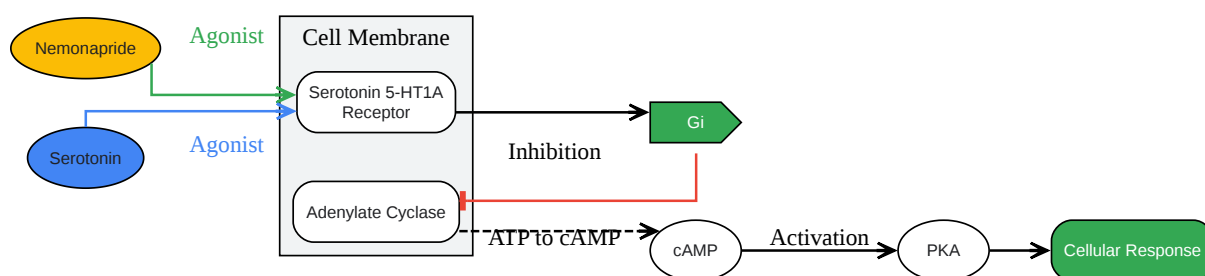 Nemonapride
Agonist
Cell Membrane
Serotonin 5-HT1A
Receptor
Gi
Serotonin
Agonist
Inhibition
Adenylate Cyclase
ATP to cAMP
cAMP
Activation
PKA
Cellular Response